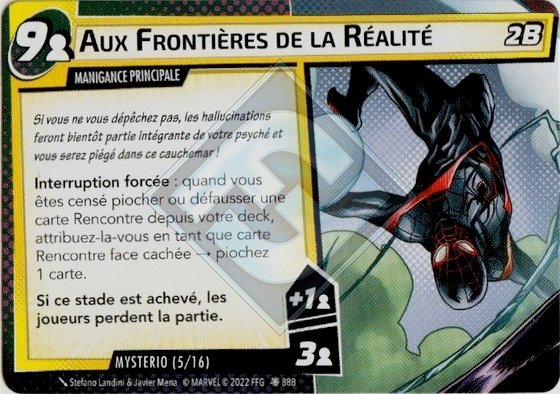 9 AUX FRONTIÈRES DE LA RÉALITÉ 2B
MANIGANCE PRINCIPALE
Si vous ne vous dépêchez pas, les hallucinations
feront bientôt partie intégrante de votre psyché et
vous serez piégé dans ce cauchemar !
Interruption forcée : quand vous
êtes censé piocher ou défausser une
carte Rencontre depuis votre deck,
attribuez-la-vous en tant que carte
Rencontre face cachée → piochez
1 carte.
Si ce stade est achevé, les
joueurs perdent la partie.
+1
3
MYSTERIO (5/16)
Stefano Landini & Javier Mena © MARVEL © 2022 FFG